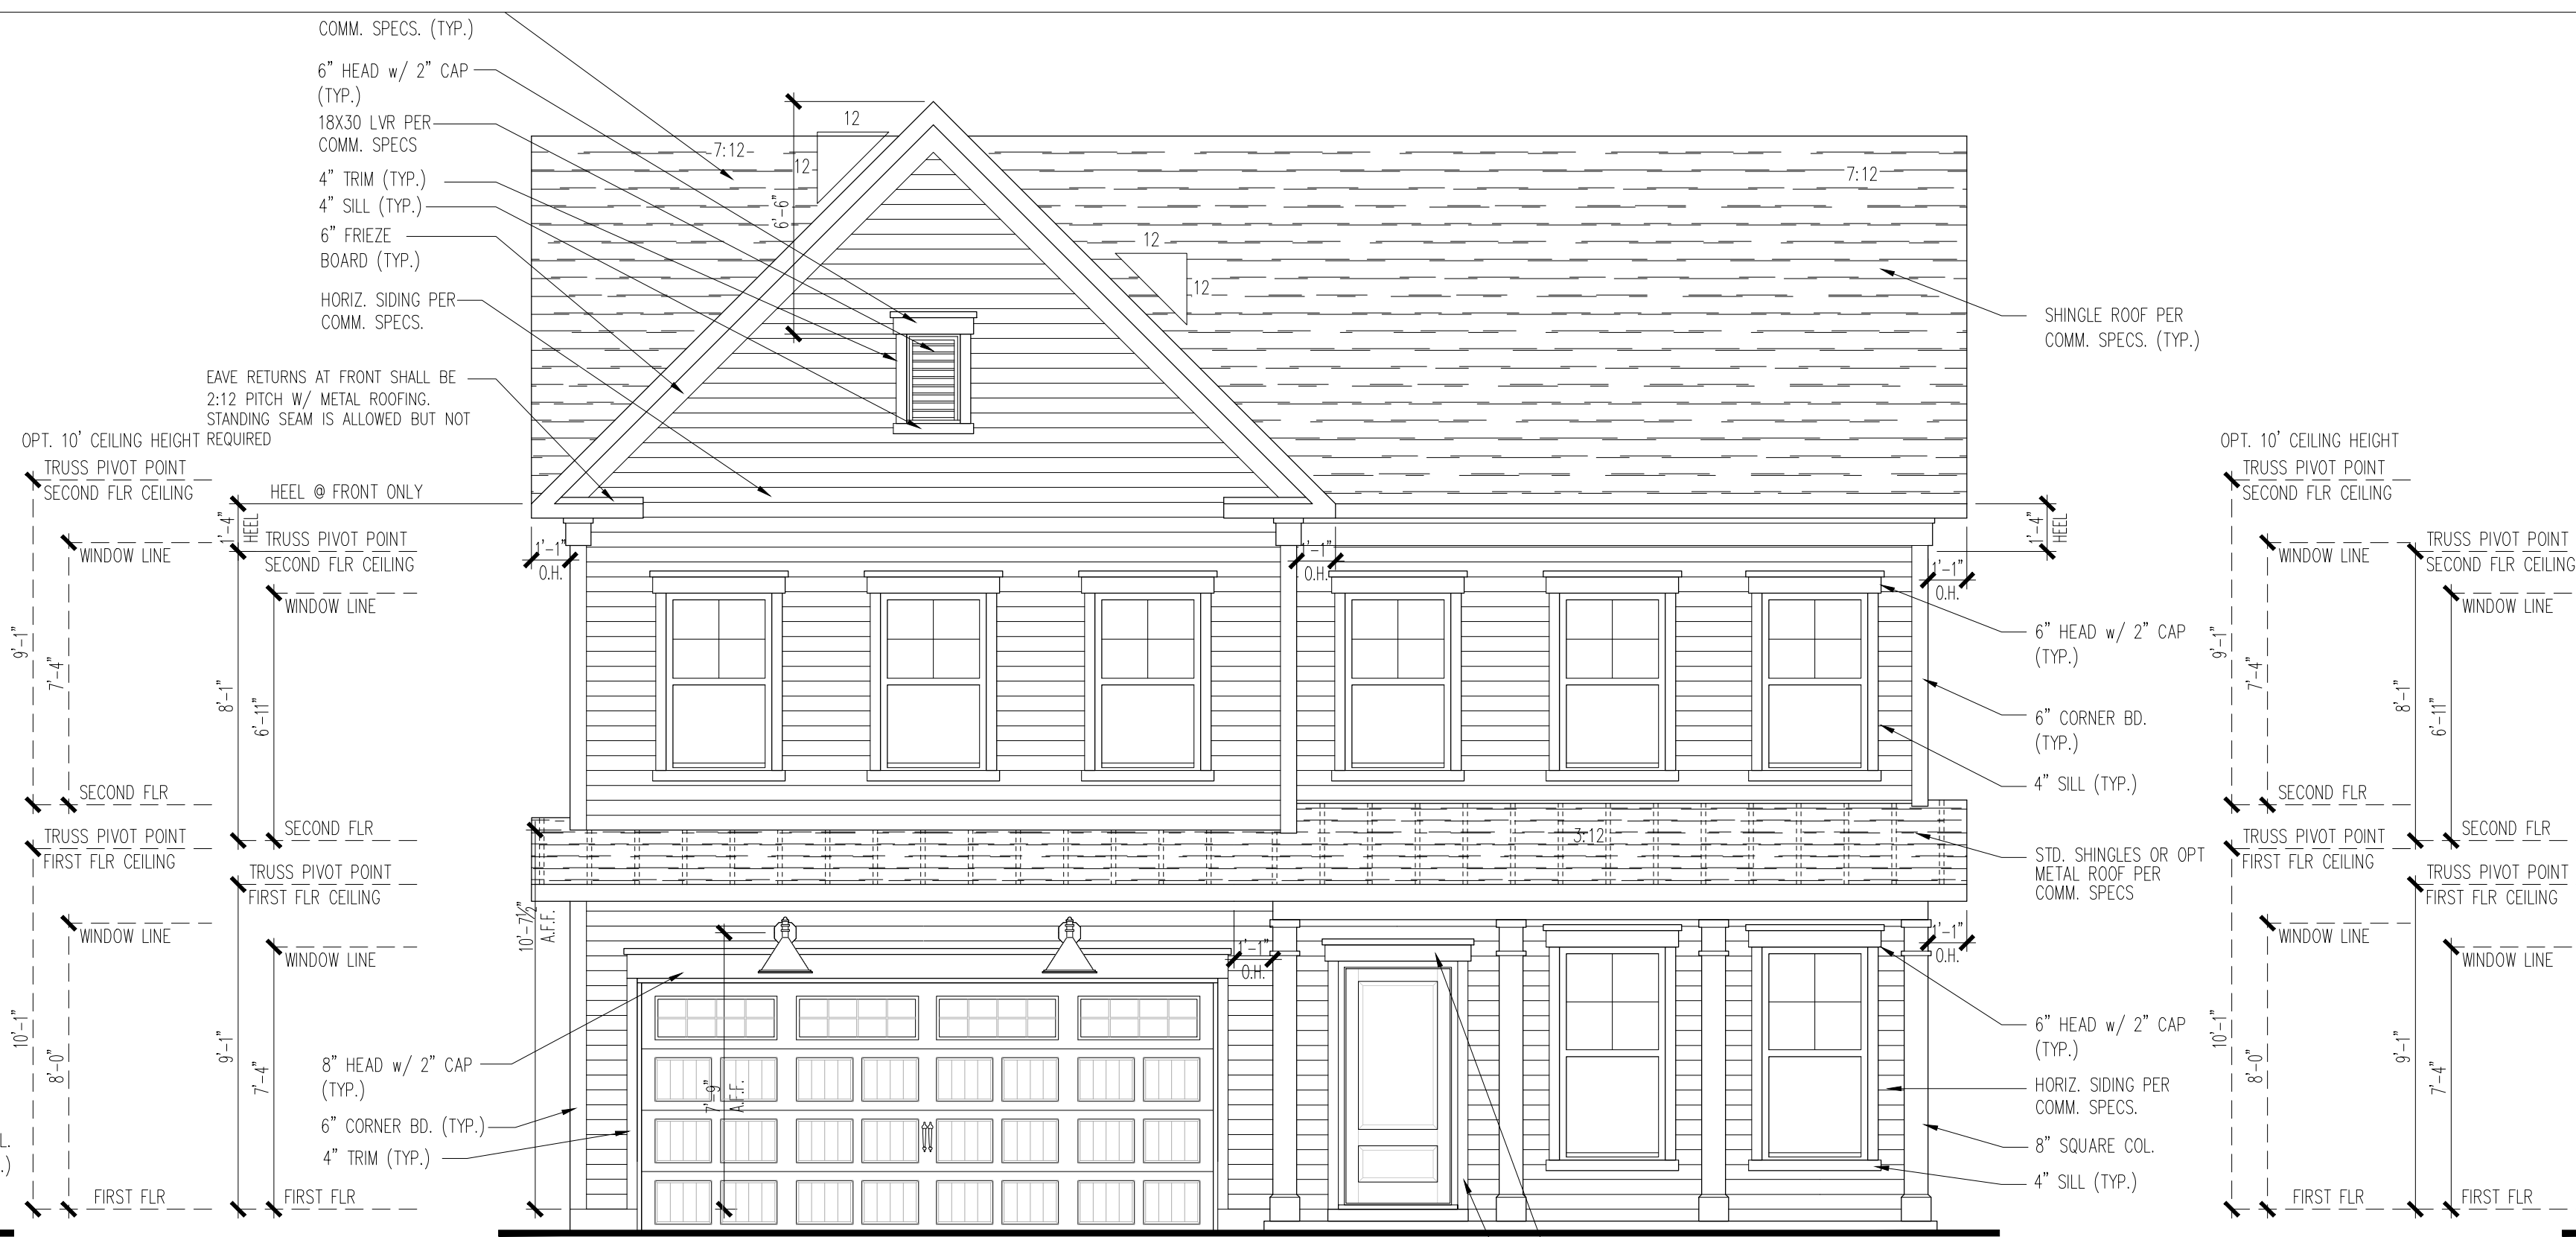 COMM. SPECS. (TYP.)
6" HEAD w/ 2" CAP
(TYP.)
18X30 LVR PER
COMM. SPECS
4" TRIM (TYP.)
4" SILL (TYP.)
6" FRIEZE
BOARD (TYP.)
HORIZ. SIDING PER
COMM. SPECS.
EAVE RETURNS AT FRONT SHALL BE
2:12 PITCH W/ METAL ROOFING.
STANDING SEAM IS ALLOWED BUT NOT
REQUIRED
OPT. 10' CEILING HEIGHT
TRUSS PIVOT POINT
SECOND FLR CEILING
HEEL @ FRONT ONLY
1'-4"
HEEL
WINDOW LINE
TRUSS PIVOT POINT
SECOND FLR CEILING
WINDOW LINE
9'-1"
7'-4"
8'-1"
6'-11"
SECOND FLR
SECOND FLR
TRUSS PIVOT POINT
FIRST FLR CEILING
TRUSS PIVOT POINT
FIRST FLR CEILING
WINDOW LINE
WINDOW LINE
10'-1"
8'-0"
9'-1"
7'-4"
FIRST FLR
FIRST FLR
L.
.)
8" HEAD w/ 2" CAP
(TYP.)
6" CORNER BD. (TYP.)
4" TRIM (TYP.)
7:12
12
12
6'-6"
12
12
7:12
1'-1"
O.H.
1'-1"
O.H.
1'-1"
O.H.
3:12
10'-7½"
A.F.F.
7'-9"
A.F.F.
1'-1"
O.H.
1'-1"
O.H.
SHINGLE ROOF PER
COMM. SPECS. (TYP.)
1'-4"
HEEL
6" HEAD w/ 2" CAP
(TYP.)
6" CORNER BD.
(TYP.)
4" SILL (TYP.)
STD. SHINGLES OR OPT
METAL ROOF PER
COMM. SPECS
6" HEAD w/ 2" CAP
(TYP.)
HORIZ. SIDING PER
COMM. SPECS.
8" SQUARE COL.
4" SILL (TYP.)
OPT. 10' CEILING HEIGHT
TRUSS PIVOT POINT
SECOND FLR CEILING
WINDOW LINE
TRUSS PIVOT POINT
SECOND FLR CEILING
WINDOW LINE
9'-1"
7'-4"
8'-1"
6'-11"
SECOND FLR
SECOND FLR
TRUSS PIVOT POINT
FIRST FLR CEILING
TRUSS PIVOT POINT
FIRST FLR CEILING
WINDOW LINE
WINDOW LINE
10'-1"
8'-0"
9'-1"
7'-4"
FIRST FLR
FIRST FLR